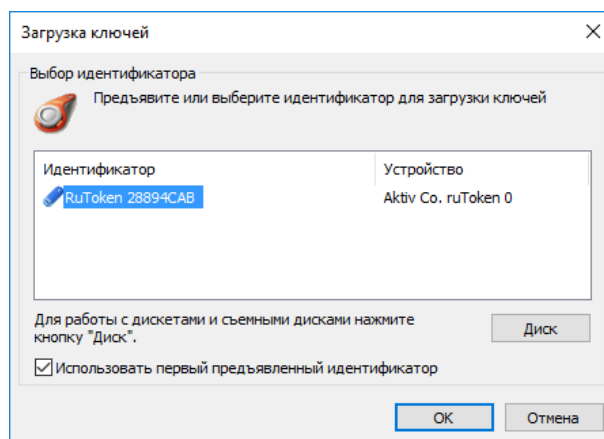 Загрузка ключей
Выбор идентификатора
Предъявите или выберите идентификатор для загрузки ключей
Идентификатор Устройство
RuToken 28894CAB Aktiv Co. ruToken 0
Для работы с дискетами и съемными дисками нажмите
кнопку "Диск".
Диск
Использовать первый предъявленный идентификатор
OK Отмена